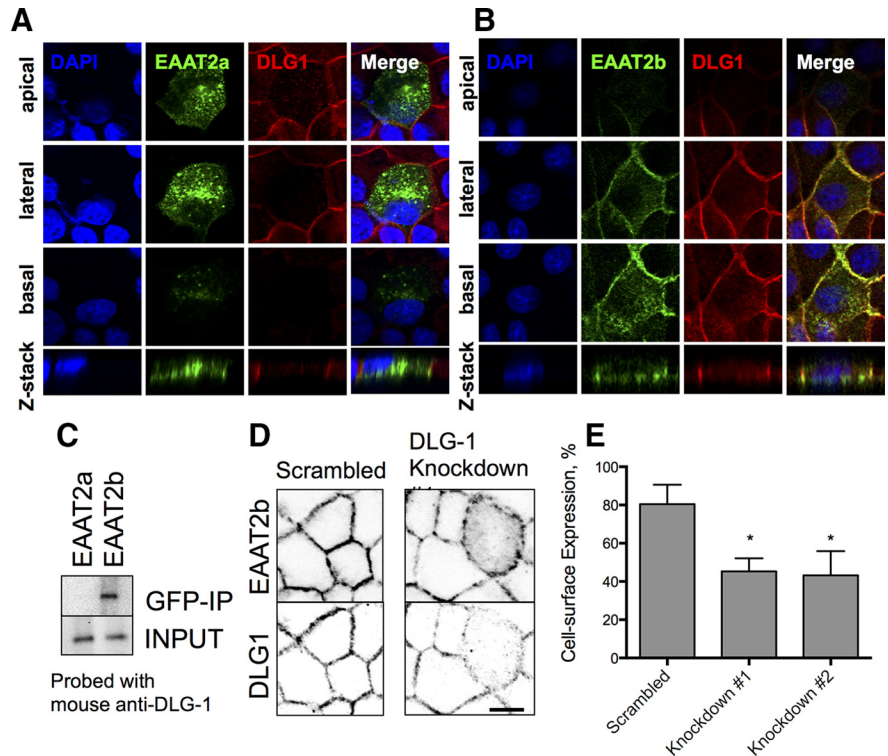 A
DAPI
EAAT2a
DLG1
Merge
apical
lateral
basal
Z-stack
B
DAPI
EAAT2b
DLG1
Merge
apical
lateral
basal
Z-stack
C
EAAT2a
EAAT2b
GFP-IP
INPUT
Probed with
mouse anti-DLG-1
D
Scrambled
DLG-1
Knockdown
EAAT2b
DLG1
E
Cell-surface Expression, %
100
80
60
40
20
0
*
*
Scrambled
Knockdown #1
Knockdown #2